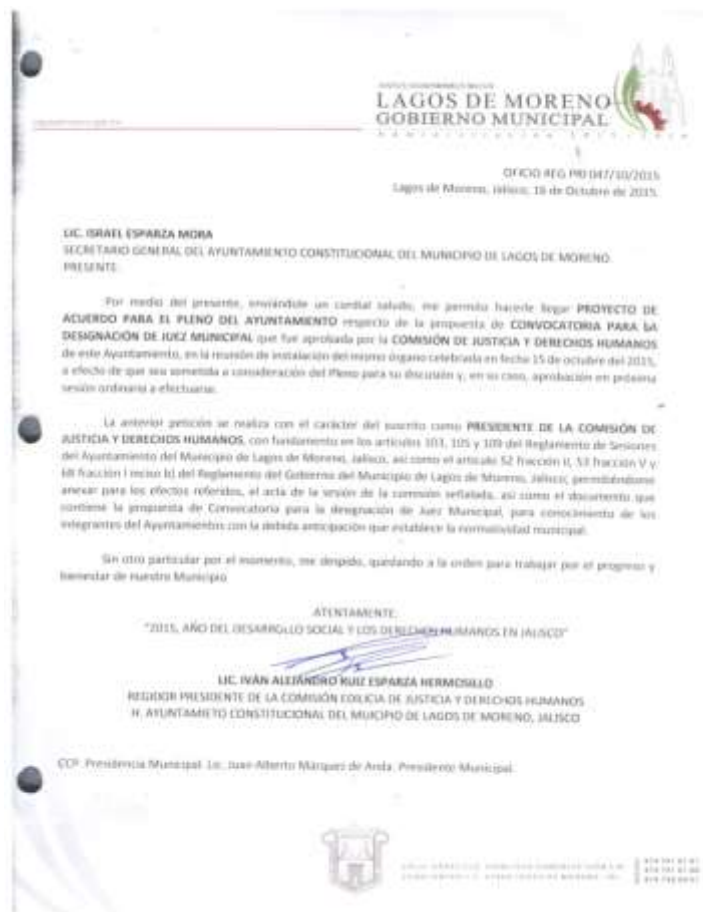 LAGOS DE MORENO
GOBIERNO MUNICIPAL
OFICIO REG PRI 047/10/2015
Lagos de Moreno, Jalisco, 16 de Octubre de 2015.
LIC. ISRAEL ESPARZA MORA
SECRETARIO GENERAL DEL AYUNTAMIENTO CONSTITUCIONAL DEL MUNICIPIO DE LAGOS DE MORENO.
PRESENTE
Por medio del presente, enviándole un cordial saludo, me permito hacerle llegar PROYECTO DE
ACUERDO PARA EL PLENO DEL AYUNTAMIENTO respecto de la propuesta de CONVOCATORIA PARA LA
DESIGNACIÓN DE JUEZ MUNICIPAL que fue aprobada por la COMISIÓN DE JUSTICIA Y DERECHOS HUMANOS
de este Ayuntamiento, en la reunión de instalación del mismo órgano celebrada en fecha 15 de octubre del 2015,
a efecto de que sea sometida a consideración del Pleno para su discusión y, en su caso, aprobación en próxima
sesión ordinaria a efectuarse.
La anterior petición se realiza con el carácter del suscrito como PRESIDENTE DE LA COMISIÓN DE
JUSTICIA Y DERECHOS HUMANOS, con fundamento en los artículos 103, 105 y 109 del Reglamento de Sesiones
del Ayuntamiento del Municipio de Lagos de Moreno, Jalisco, así como el artículo 52 fracción II, 53 fracción V y
68 fracción I inciso b) del Reglamento del Gobierno del Municipio de Lagos de Moreno, Jalisco; permitiéndome
anexar para los efectos referidos, el acta de la sesión de la comisión señalada, así como el documento que
contiene la propuesta de Convocatoria para la designación de Juez Municipal, para conocimiento de los
integrantes del Ayuntamientos con la debida anticipación que establece la normatividad municipal.
Sin otro particular por el momento, me despido, quedando a la orden para trabajar por el progreso y
bienestar de nuestro Municipio
ATENTAMENTE
"2015, AÑO DEL DESARROLLO SOCIAL Y LOS DERECHOS HUMANOS EN JALISCO"
LIC. IVÁN ALEJANDRO RUIZ ESPARZA HERMOSILLO
REGIDOR PRESIDENTE DE LA COMISIÓN EDILICIA DE JUSTICIA Y DERECHOS HUMANOS
H. AYUNTAMIETO CONSTITUCIONAL DEL MUICIPIO DE LAGOS DE MORENO, JALISCO
CCP. Presidencia Municipal. Lic. Juan Alberto Márquez de Anda. Presidente Municipal.